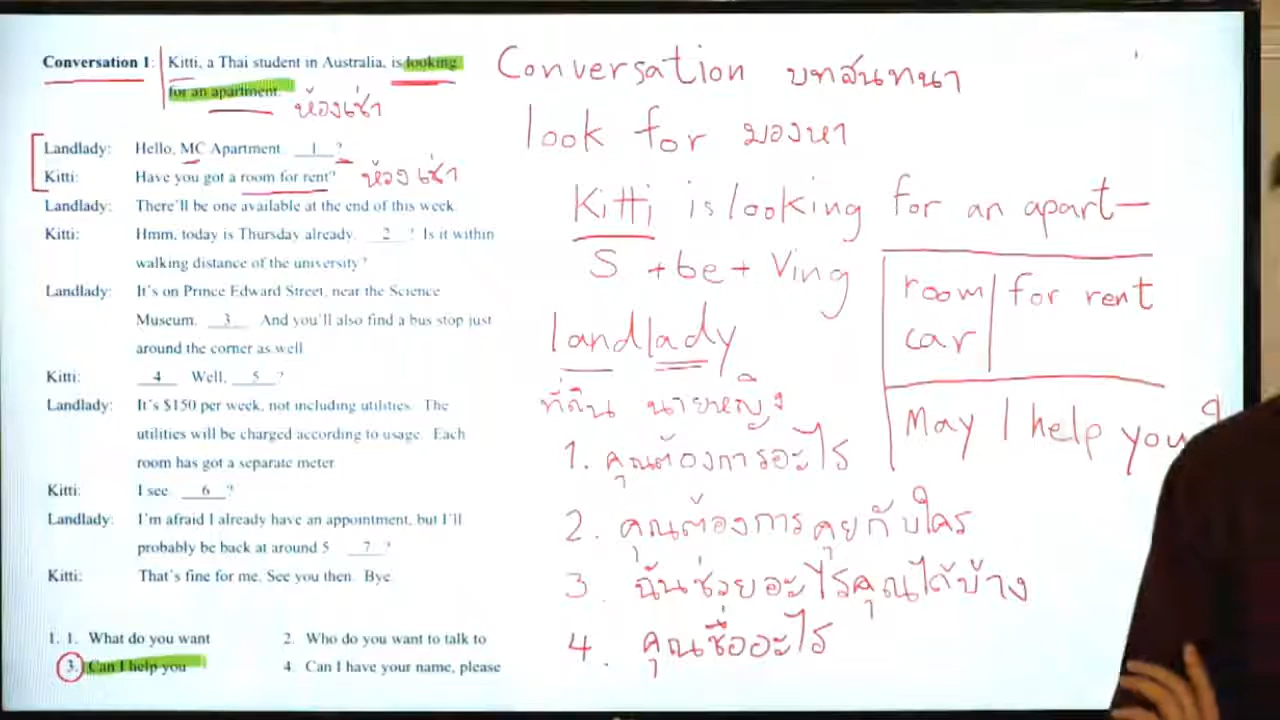 Conversation 1: Kitti, a Thai student in Australia, is looking
for an apartment.
ห้องเช่า
Landlady: Hello, MC Apartment. 1 ?
Kitti: Have you got a room for rent?
ห้องเช่า
Landlady: There'll be one available at the end of this week.
Kitti: Hmm, today is Thursday already. 2 ? Is it within
walking distance of the university?
Landlady: It's on Prince Edward Street, near the Science
Museum. 3 And you'll also find a bus stop just
around the corner as well.
Kitti: 4 Well, 5 ?
Landlady: It's $150 per week, not including utilities. The
utilities will be charged according to usage. Each
room has got a separate meter.
Kitti: I see. 6 ?
Landlady: I'm afraid I already have an appointment, but I'll
probably be back at around 5. 7 ?
Kitti: That's fine for me. See you then. Bye.
1. 1. What do you want 2. Who do you want to talk to
3. Can I help you 4. Can I have your name, please
Conversation บทสนทนา
look for มองหา
Kitti is looking for an apart—
S + be + Ving
room for rent
car
landlady
ที่ดิน นายหญิง
May I help you ?
1. คุณต้องการอะไร
2. คุณต้องการคุยกับใคร
3. ฉันช่วยอะไรคุณได้บ้าง
4. คุณชื่ออะไร